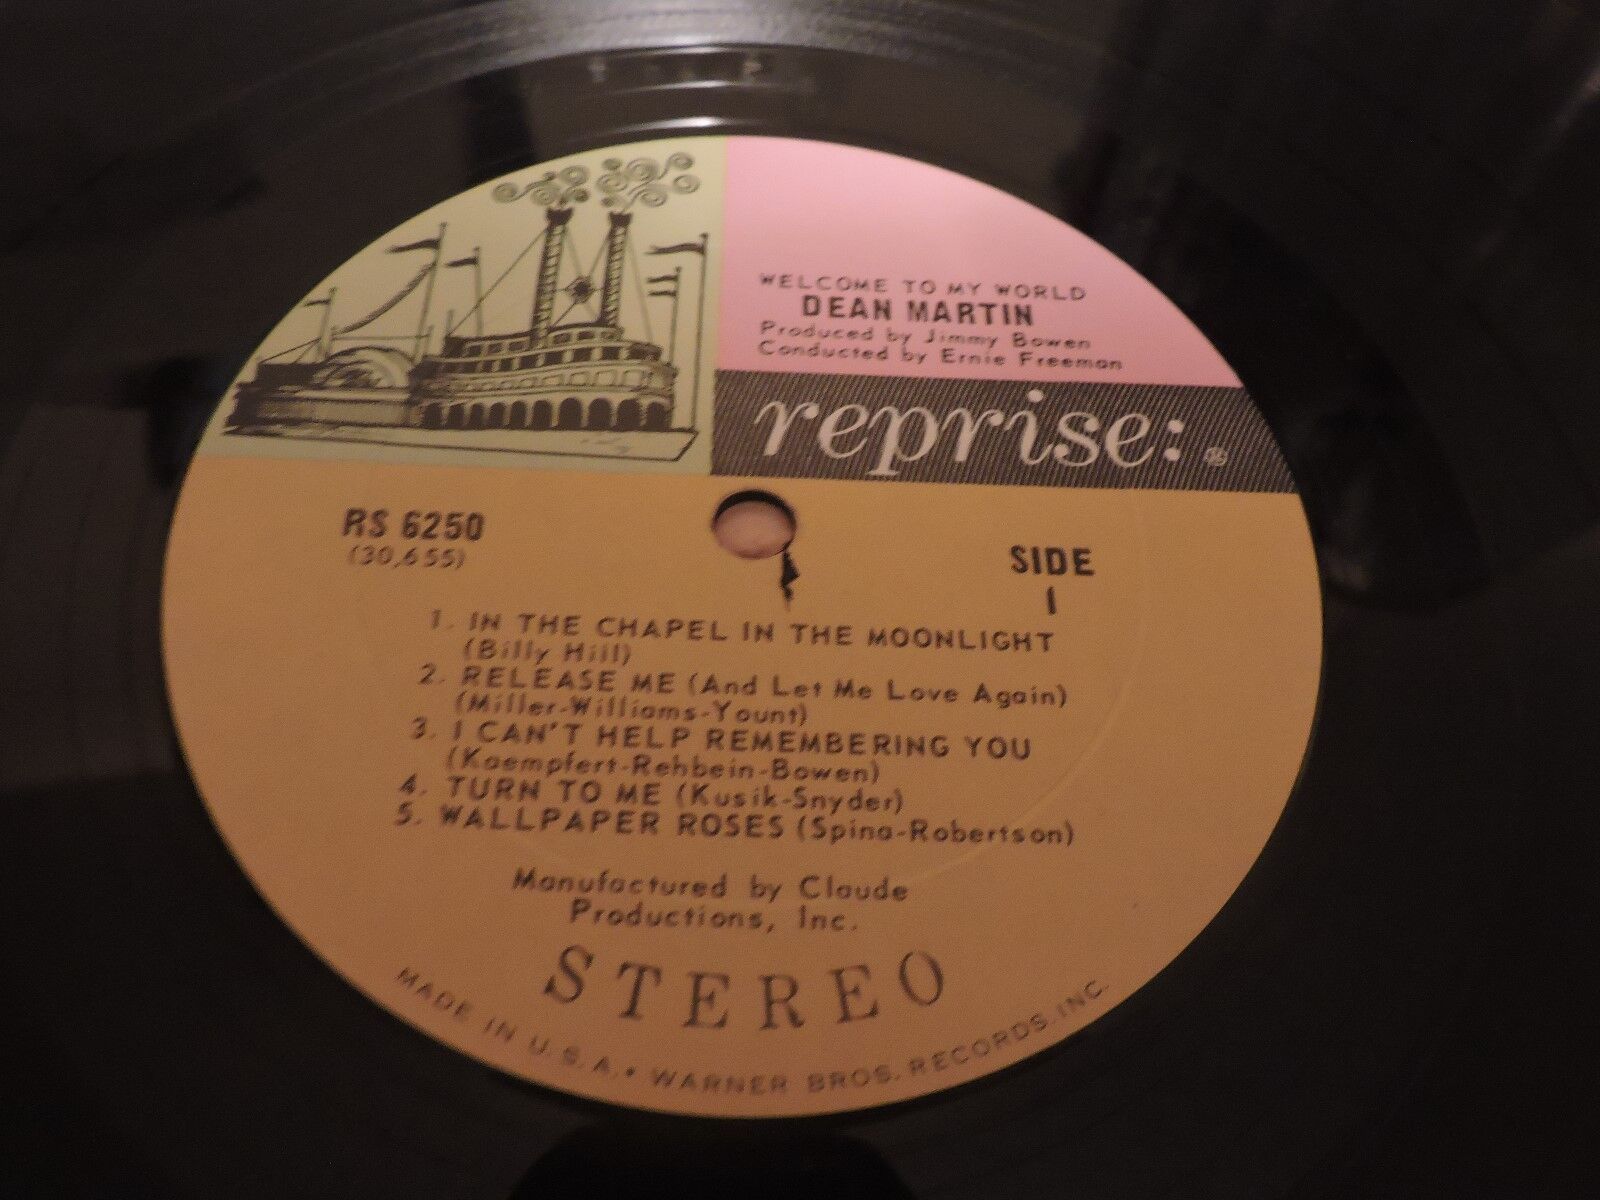 WELCOME TO MY WORLD
DEAN MARTIN
Produced by Jimmy Bowen
Conducted by Ernie Freeman
reprise: ®
RS 6250
(30,655)
SIDE
1
1. IN THE CHAPEL IN THE MOONLIGHT
(Billy Hill)
2. RELEASE ME (And Let Me Love Again)
(Miller-Williams-Yount)
3. I CAN'T HELP REMEMBERING YOU
(Kaempfert-Rehbein-Bowen)
4. TURN TO ME (Kusik-Snyder)
5. WALLPAPER ROSES (Spina-Robertson)
Manufactured by Claude
Productions, Inc.
STEREO
MADE IN U.S.A. • WARNER BROS. RECORDS, INC.